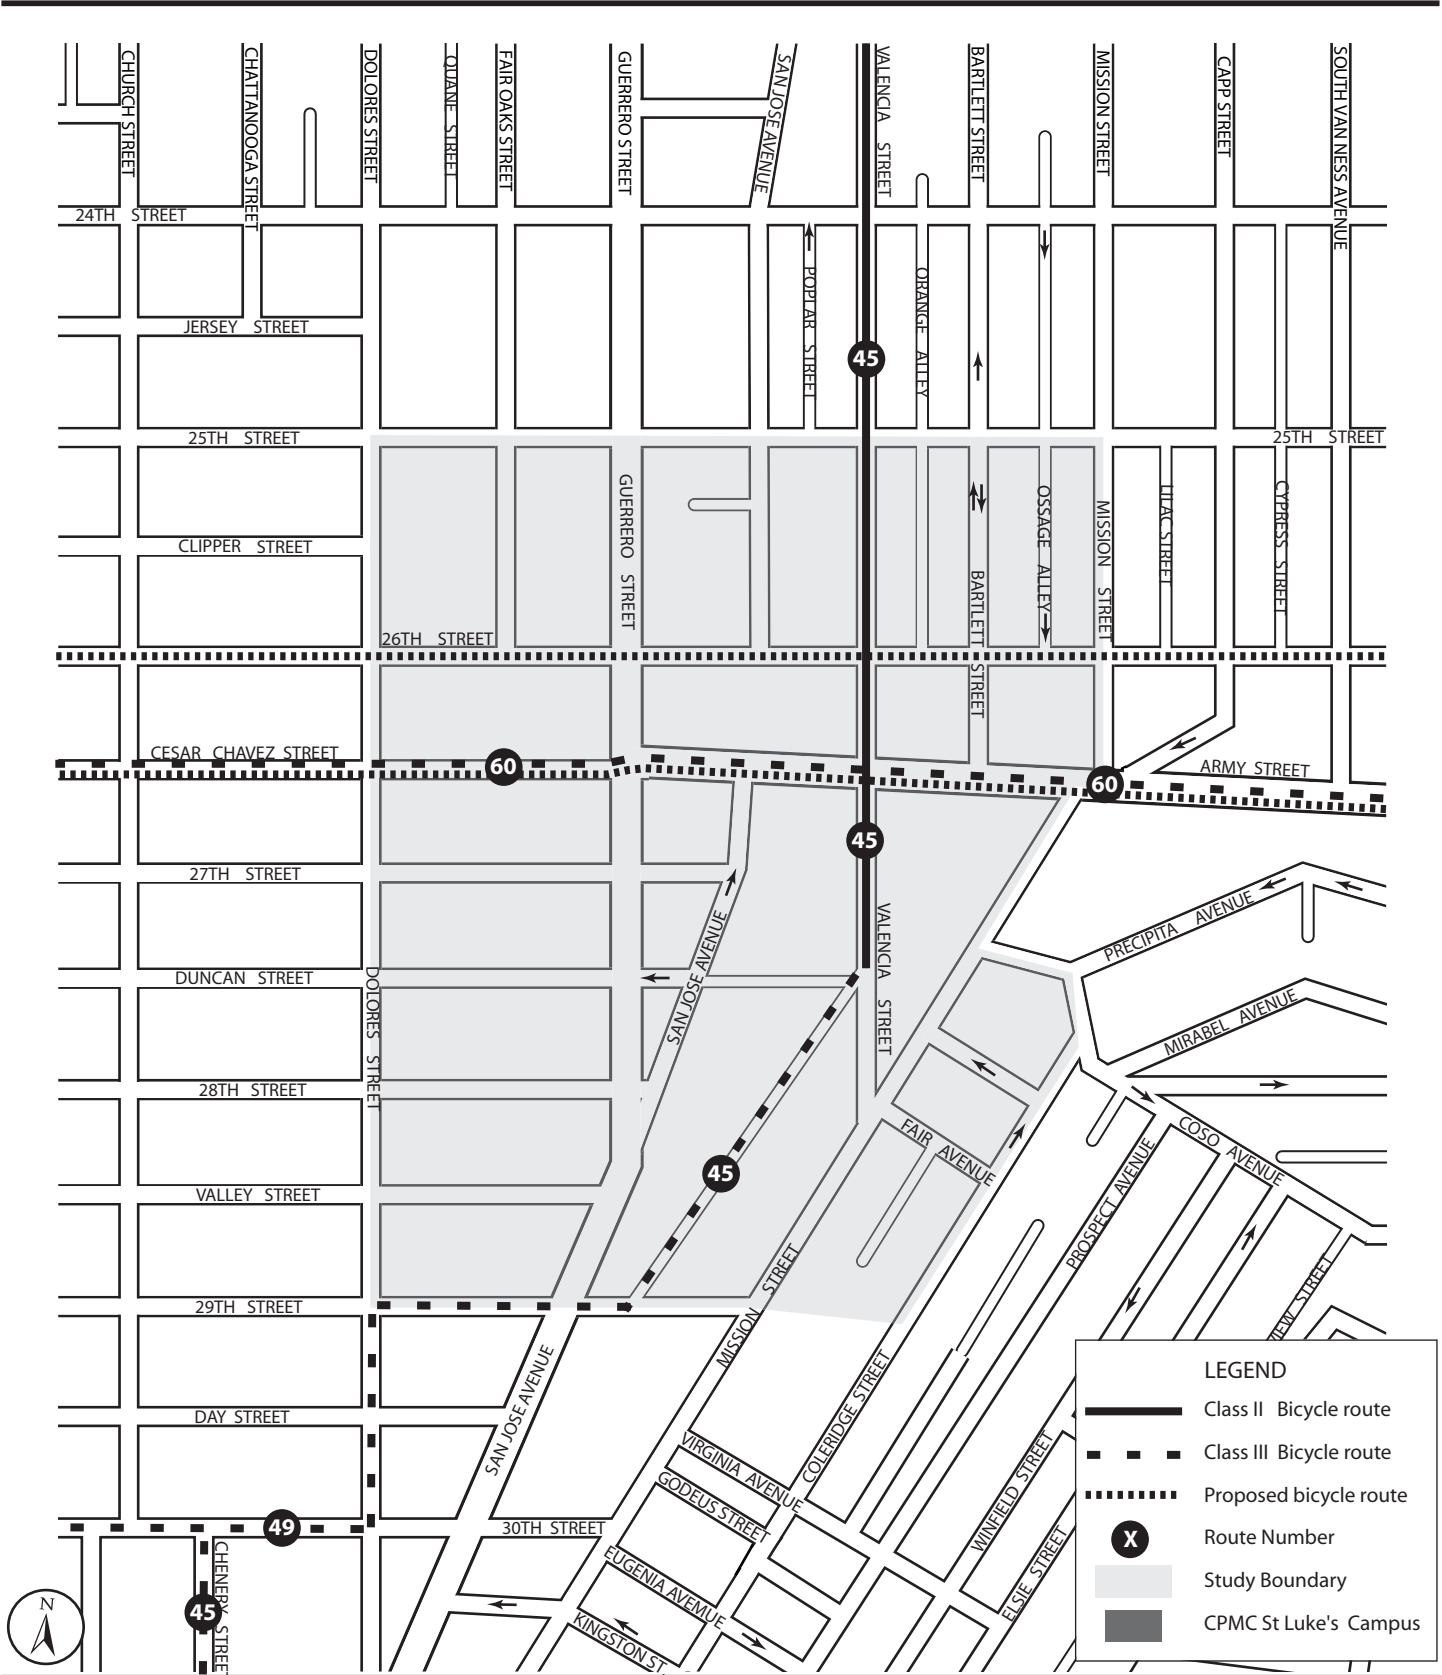 CHURCH STREET
CHATTANOOGA STREET
DOLORES STREET
QUANE STREET
FAIR OAKS STREET
GUERRERO STREET
SAN JOSE AVENUE
VALENCIA STREET
BARTLETT STREET
MISSION STREET
CAPP STREET
SOUTH VAN NESS AVENUE
24TH STREET
POPLAR STREET
ORANGE ALLEY
JERSEY STREET
45
25TH STREET
25TH STREET
GUERRERO STREET
OSSAGE ALLEY
MISSION STREET
LILAC STREET
CYPRESS STREET
CLIPPER STREET
BARTLETT STREET
26TH STREET
CESAR CHAVEZ STREET
60
ARMY STREET
60
45
27TH STREET
PRECIPITA AVENUE
VALENCIA STREET
SAN JOSE AVENUE
DUNCAN STREET
DOLORES STREET
MIRABEL AVENUE
28TH STREET
FAIR AVENUE
COSO AVENUE
PROSPECT AVENUE
45
VALLEY STREET
MISSION STREET
VIEW STREET
29TH STREET
SAN JOSE AVENUE
COLERIDGE STREET
DAY STREET
VIRGINIA AVENUE
GODEUS STREET
WINFIELD STREET
ELSIE STREET
49
30TH STREET
EUGENIA AVEMUE
KINGSTON ST
CHENERY STREET
45
N
LEGEND
Class II Bicycle route
Class III Bicycle route
Proposed bicycle route
X Route Number
Study Boundary
CPMC St Luke's Campus